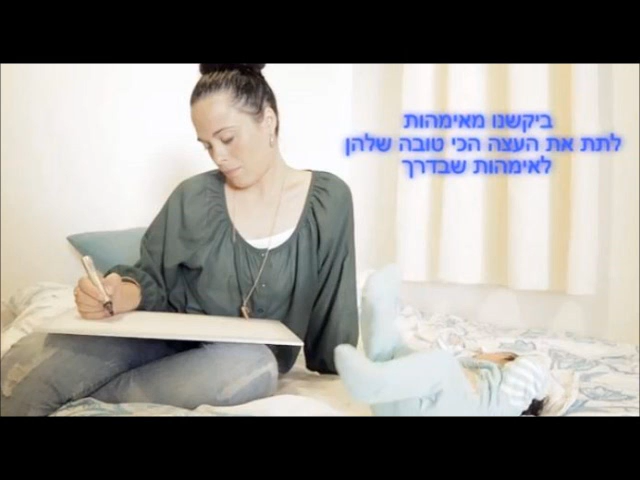 ביקשנו מאימהות
לתת את העצה הכי טובה שלהן
לאימהות שבדרך